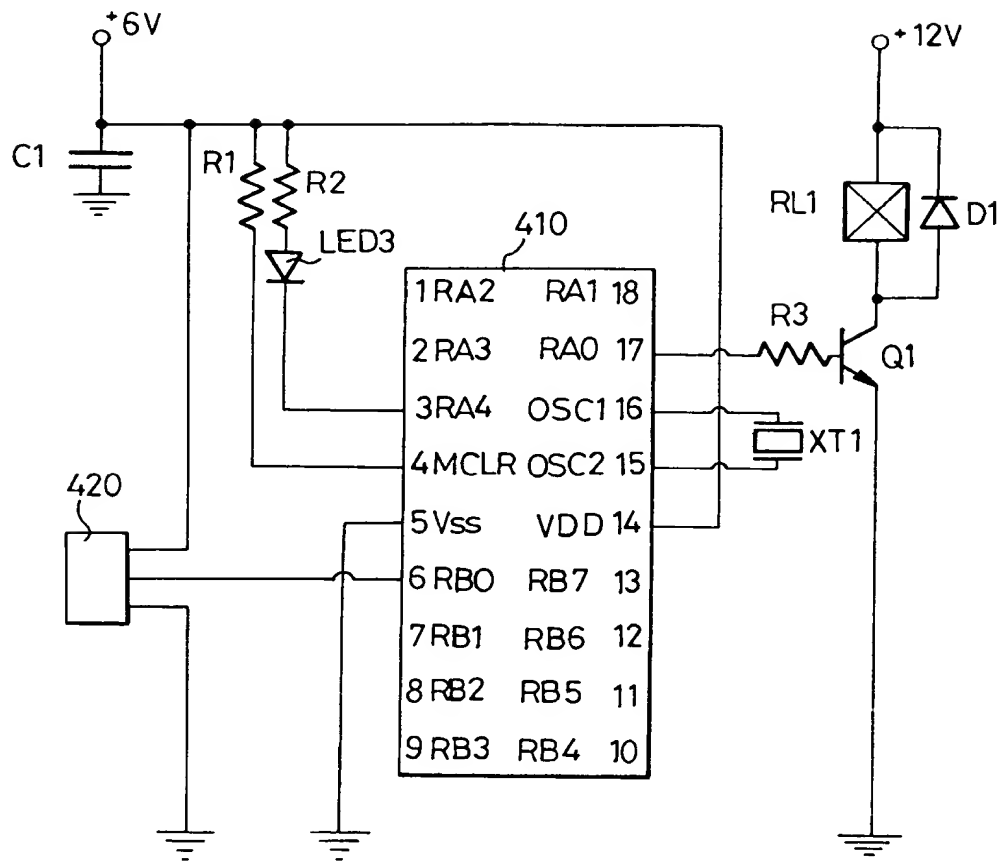 +6V
+12V
C1
R1
R2
LED3
410
RL1
D1
1 RA2 RA1 18
2 RA3 RA0 17
R3
Q1
3 RA4 OSC1 16
XT1
4 MCLR OSC2 15
420
5 Vss VDD 14
6 RB0 RB7 13
7 RB1 RB6 12
8 RB2 RB5 11
9 RB3 RB4 10